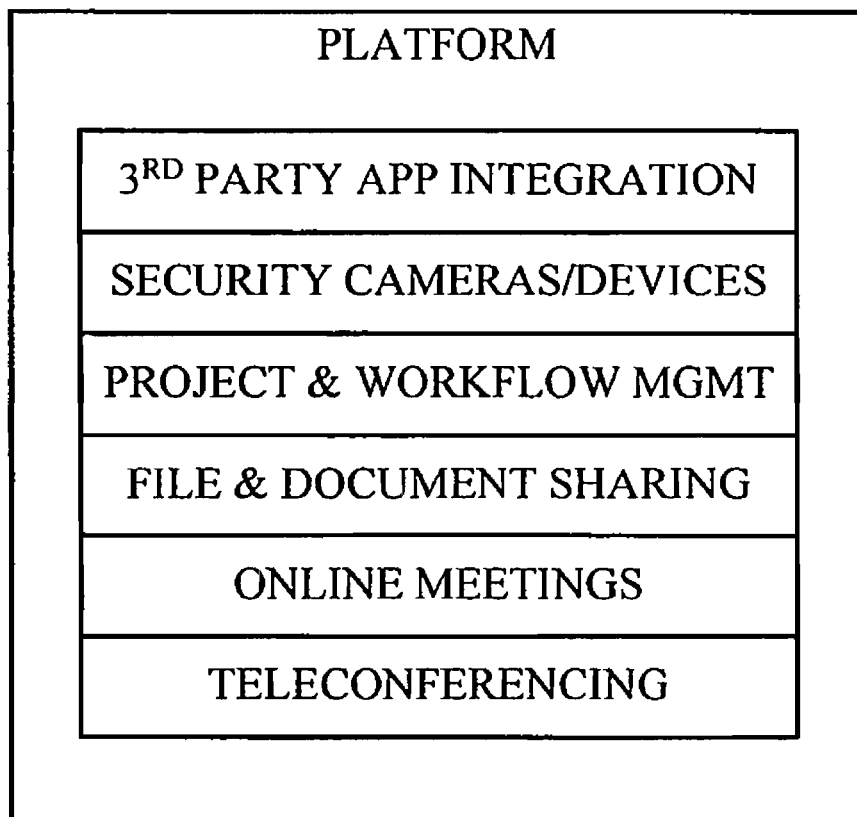 PLATFORM
3RD PARTY APP INTEGRATION
SECURITY CAMERAS/DEVICES
PROJECT & WORKFLOW MGMT
FILE & DOCUMENT SHARING
ONLINE MEETINGS
TELECONFERENCING